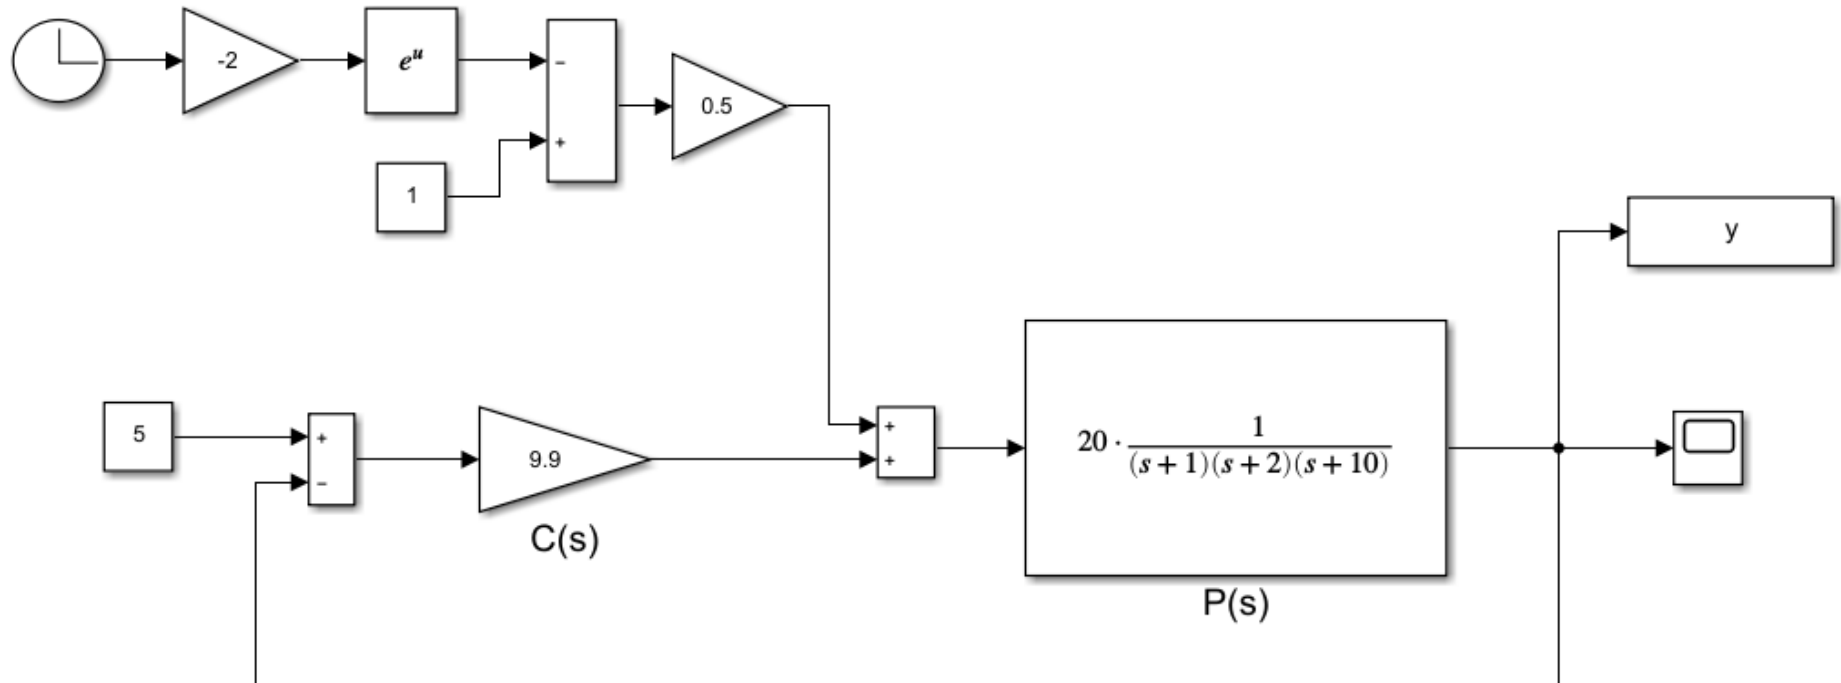 -2
e^u
−
+
0.5
1
y
5
+
−
9.9
C(s)
+
+
20 · 1/((s + 1)(s + 2)(s + 10))
P(s)